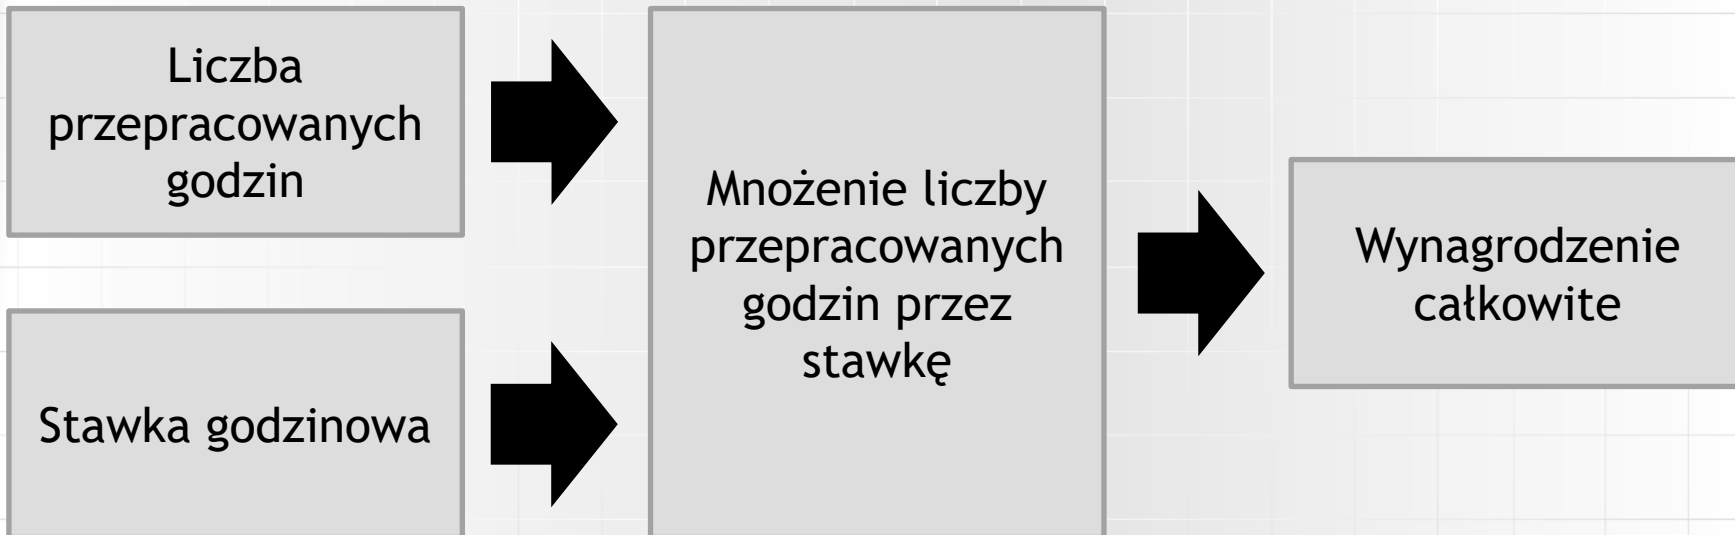 Liczba
przepracowanych
godzin
Stawka godzinowa
Mnożenie liczby
przepracowanych
godzin przez
stawkę
Wynagrodzenie
całkowite